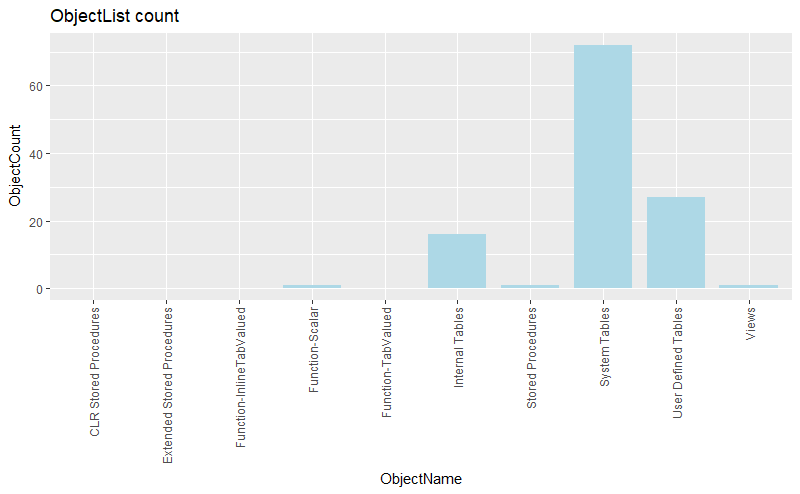 ObjectList count
ObjectCount
60
40
20
0
CLR Stored Procedures
Extended Stored Procedures
Function-InlineTabValued
Function-Scalar
Function-TabValued
Internal Tables
Stored Procedures
System Tables
User Defined Tables
Views
ObjectName